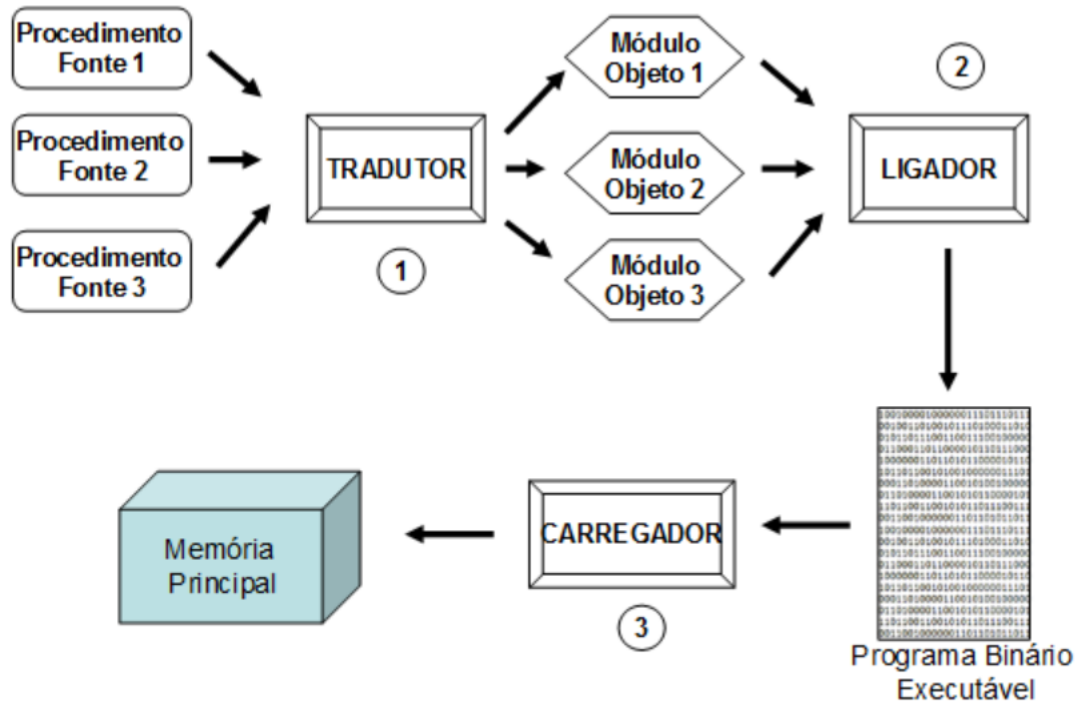 Procedimento
Fonte 1
Procedimento
Fonte 2
Procedimento
Fonte 3
TRADUTOR
1
Módulo
Objeto 1
Módulo
Objeto 2
Módulo
Objeto 3
2
LIGADOR
Memória
Principal
CARREGADOR
3
Programa Binário
Executável